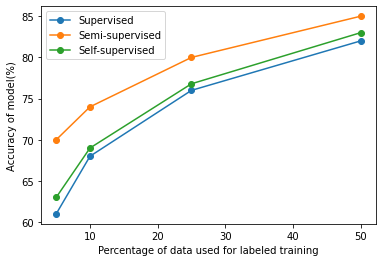 85
80
75
70
65
60
Accuracy of model(%)
Supervised
Semi-supervised
Self-supervised
10
20
30
40
50
Percentage of data used for labeled training